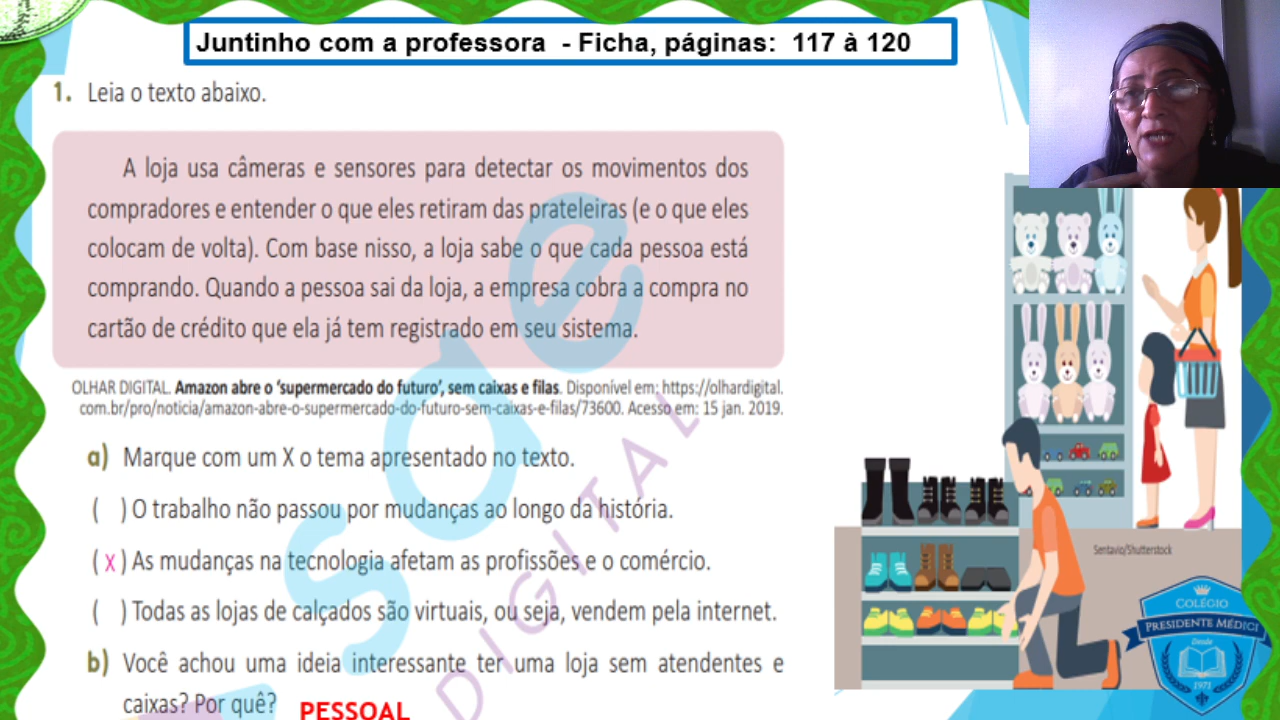 Juntinho com a professora - Ficha, páginas: 117 à 120
1. Leia o texto abaixo.
A loja usa câmeras e sensores para detectar os movimentos dos
compradores e entender o que eles retiram das prateleiras (e o que eles
colocam de volta). Com base nisso, a loja sabe o que cada pessoa está
comprando. Quando a pessoa sai da loja, a empresa cobra a compra no
cartão de crédito que ela já tem registrado em seu sistema.
OLHAR DIGITAL. Amazon abre o ‘supermercado do futuro’, sem caixas e filas. Disponível em: https://olhardigital.
com.br/pro/noticia/amazon-abre-o-supermercado-do-futuro-sem-caixas-e-filas/73600. Acesso em: 15 jan. 2019.
a) Marque com um X o tema apresentado no texto.
( ) O trabalho não passou por mudanças ao longo da história.
( X ) As mudanças na tecnologia afetam as profissões e o comércio.
( ) Todas as lojas de calçados são virtuais, ou seja, vendem pela internet.
b) Você achou uma ideia interessante ter uma loja sem atendentes e
caixas? Por quê? PESSOAL
Sentavio/Shutterstock
COLÉGIO
PRESIDENTE MÉDICI
Desde
1971
sae
DIGITAL